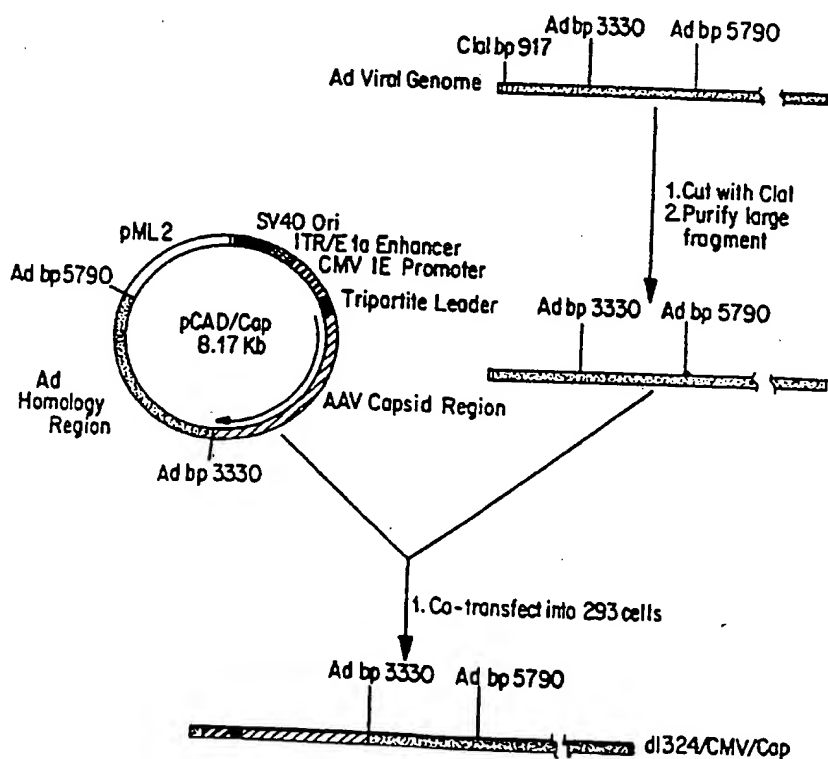 Ad bp 3330
Ad bp 5790
ClaI bp 917
Ad Viral Genome
1. Cut with ClaI
2. Purify large
fragment
SV40 Ori
ITR/E1a Enhancer
CMV IE Promoter
Tripartite Leader
pML2
Ad bp 5790
pCAD/Cap
8.17 Kb
Ad
Homology
Region
AAV Capsid Region
Ad bp 3330
Ad bp 3330
Ad bp 5790
1. Co-transfect into 293 cells
Ad bp 3330
Ad bp 5790
dl324/CMV/Cap